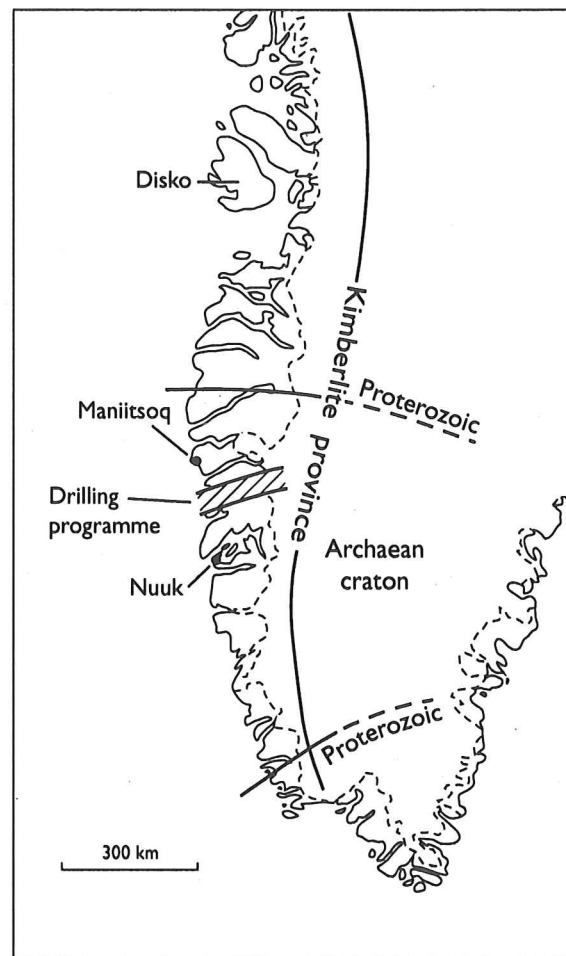 Disko
Kimberlite province
Proterozoic
Maniitsoq
Drilling
programme
Nuuk
Archaean
craton
Proterozoic
300 km